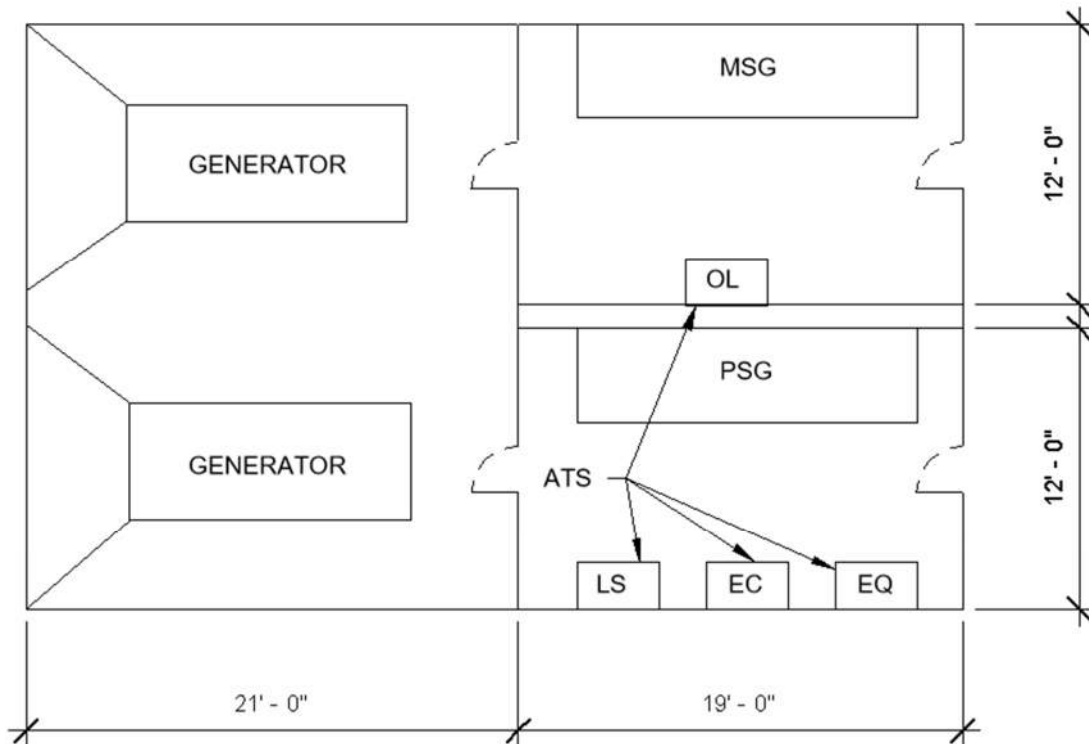 MSG
GENERATOR
12' - 0"
OL
PSG
GENERATOR
ATS
12' - 0"
LS
EC
EQ
21' - 0"
19' - 0"